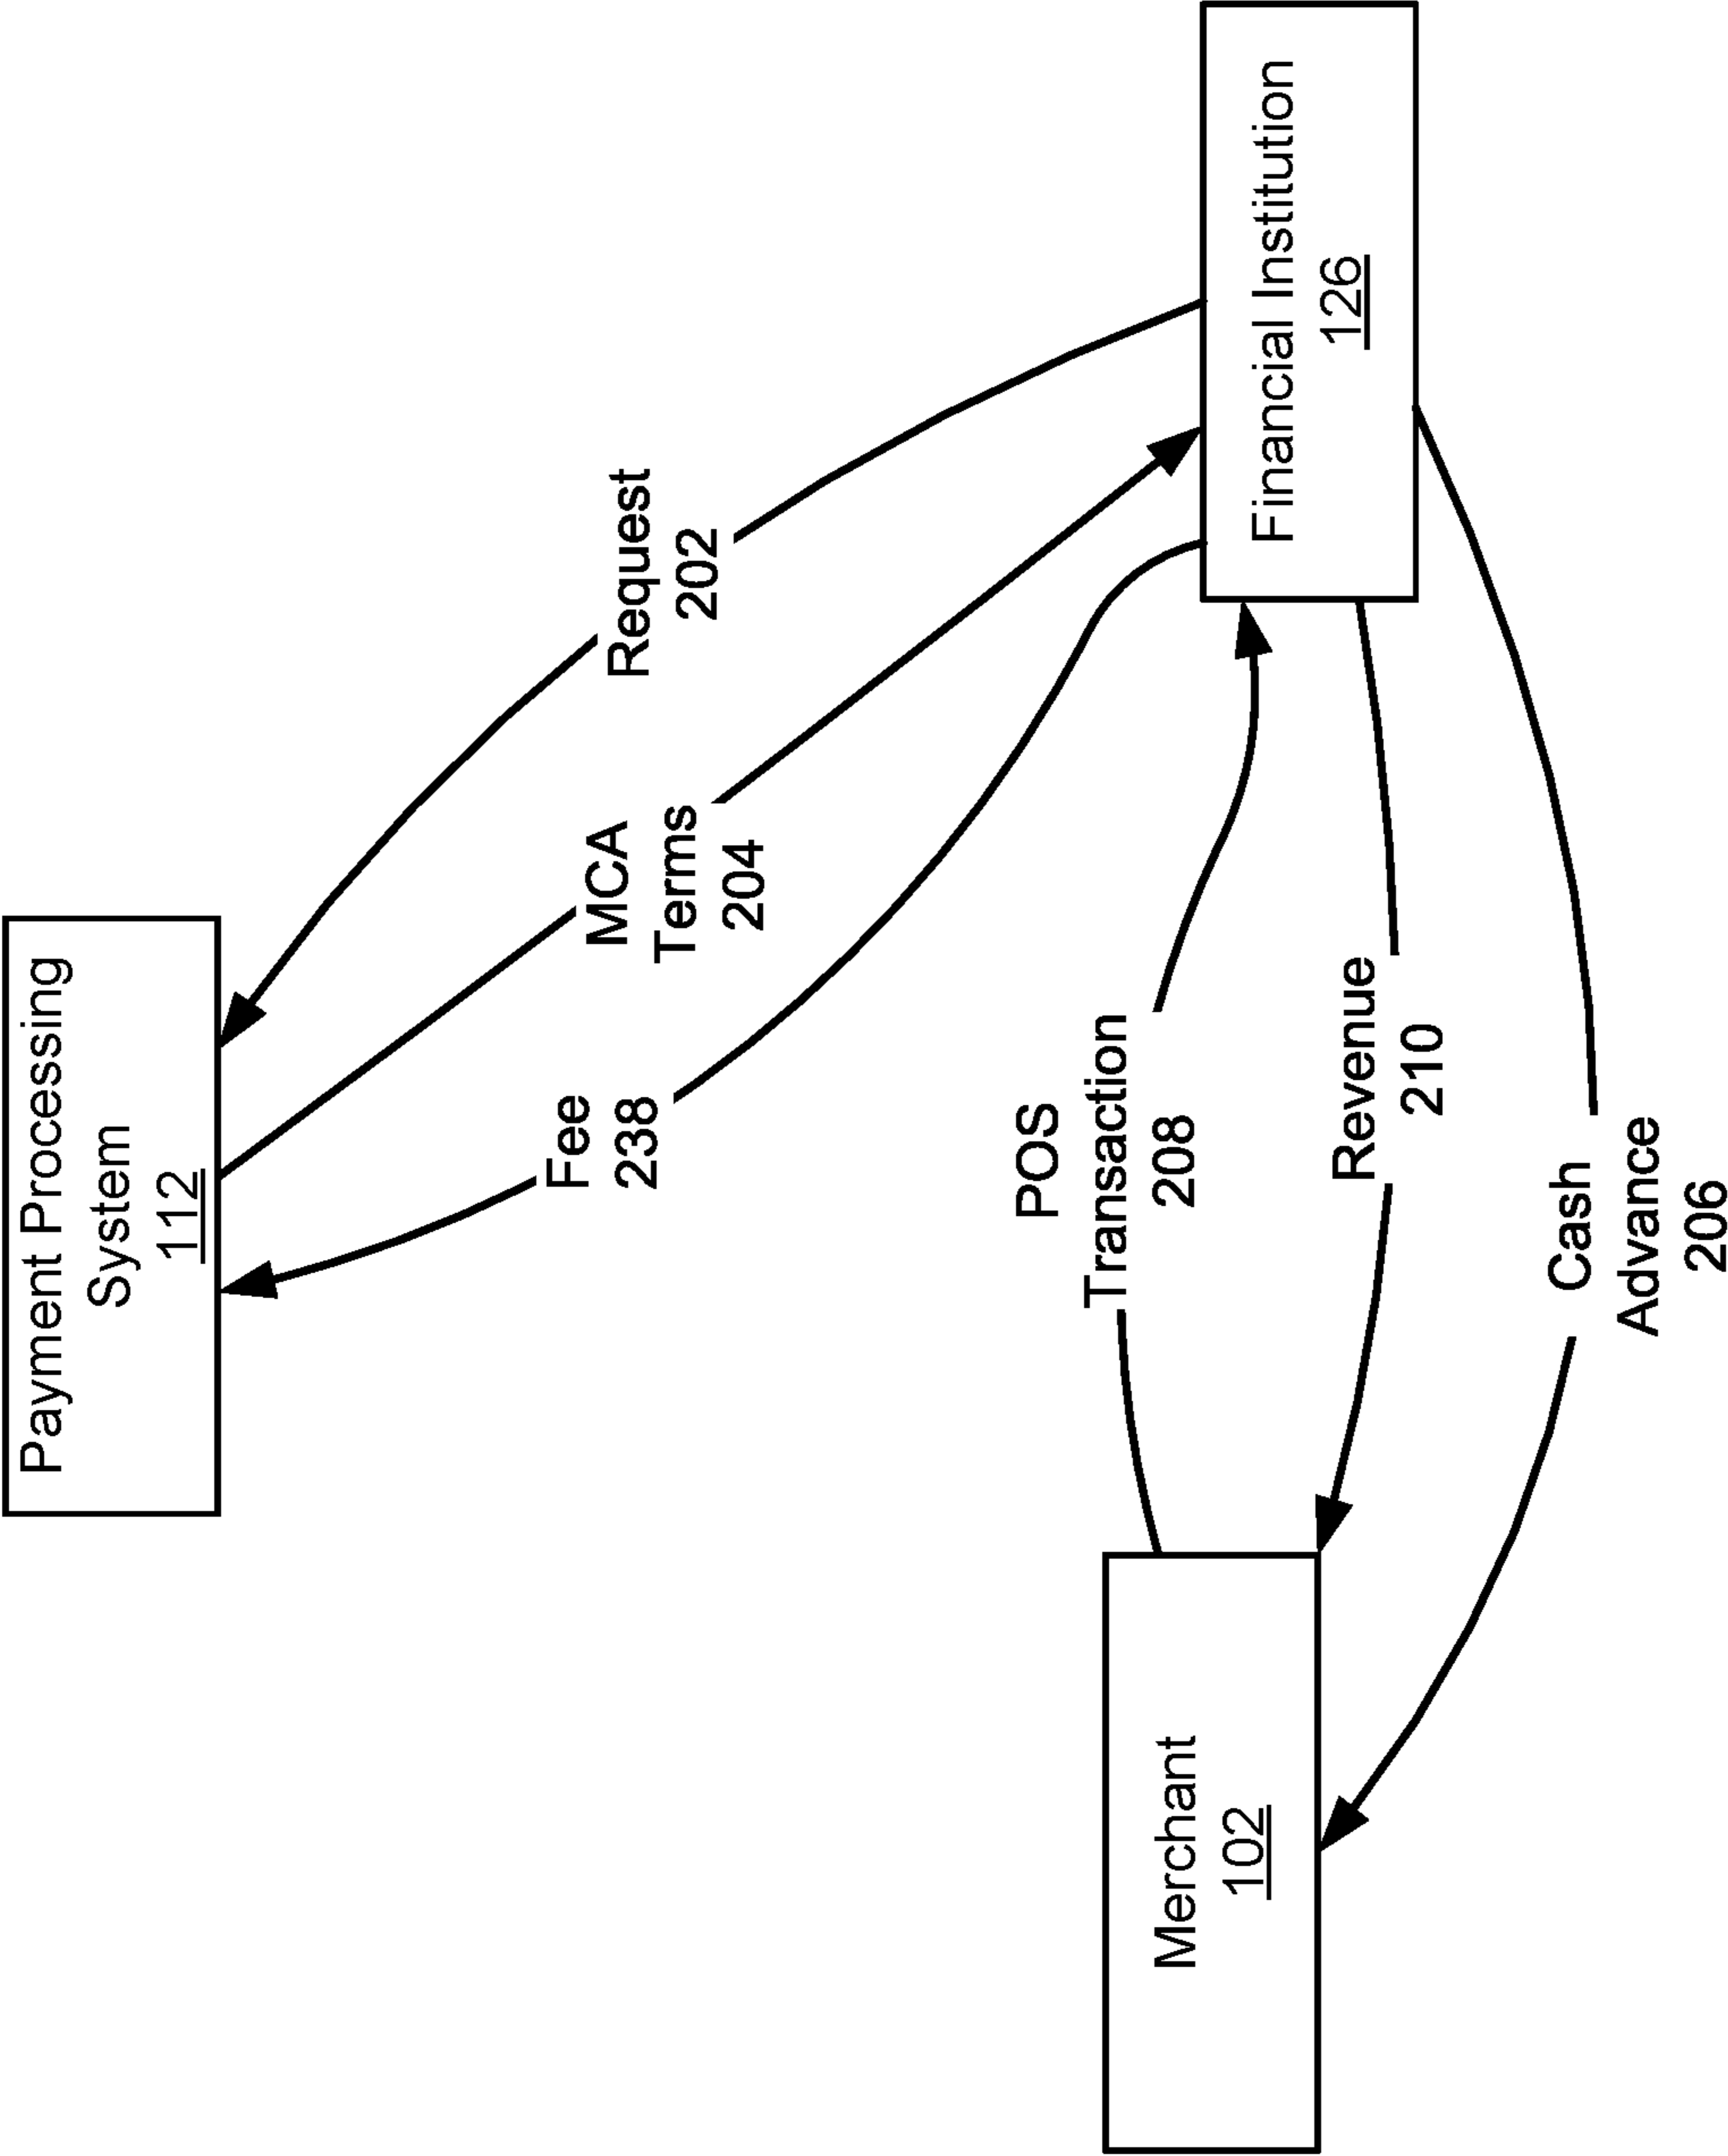 Payment Processing
System
112
Request
202
MCA
Terms
204
Fee
238
POS
Transaction
208
Revenue
210
Cash
Advance
206
Merchant
102
Financial Institution
126